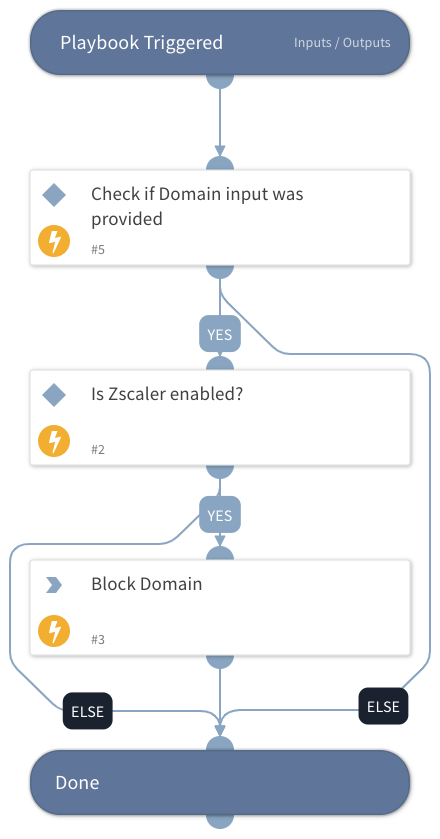 Playbook Triggered
Inputs / Outputs
Check if Domain input was
provided
#5
YES
Is Zscaler enabled?
#2
YES
Block Domain
#3
ELSE
ELSE
Done